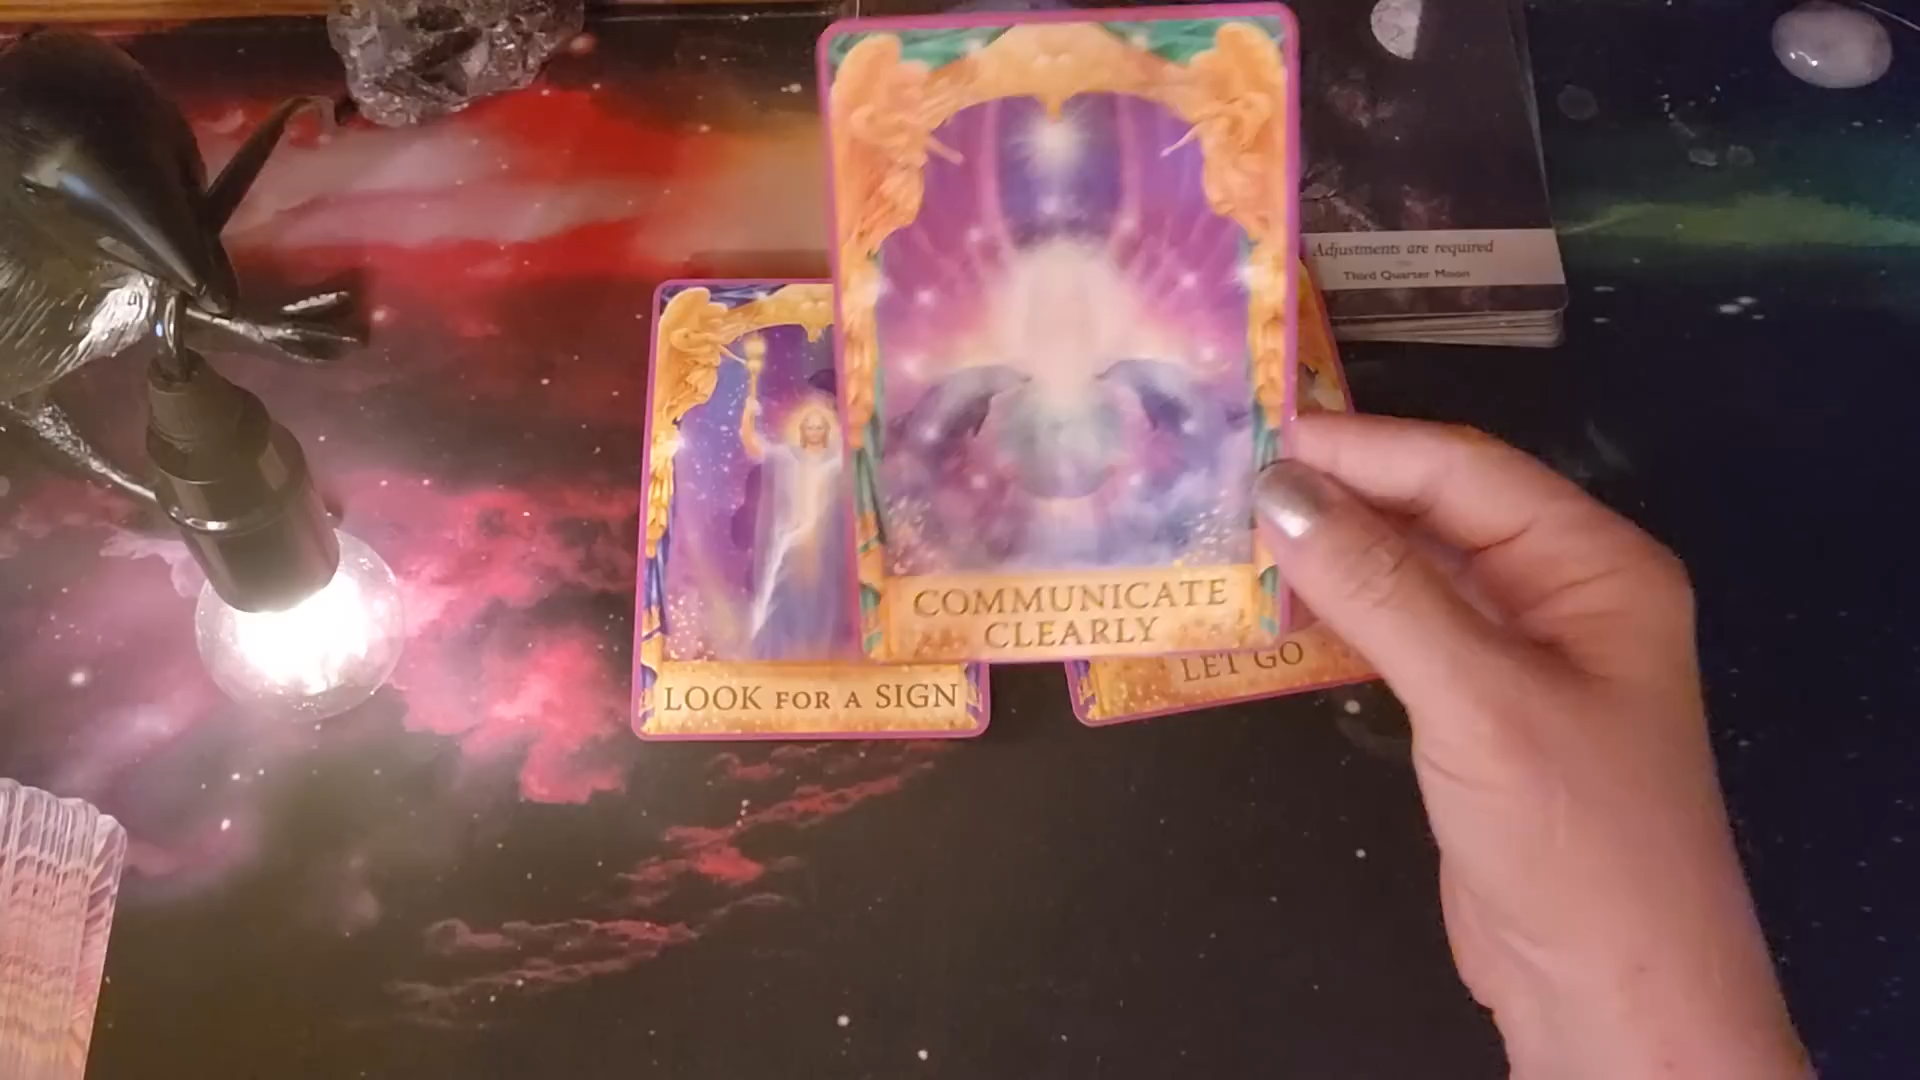 Adjustments are required
Third Quarter Moon
COMMUNICATE
CLEARLY
LET GO
LOOK FOR A SIGN